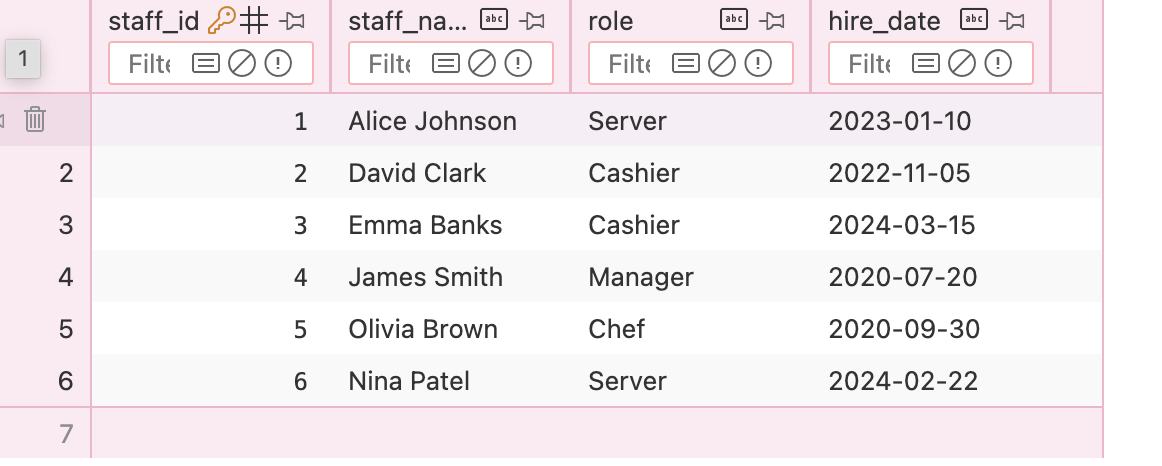 staff_id staff_na... abc role abc hire_date abc
1 Filte Filte Filte Filte
1 Alice Johnson Server 2023-01-10
2 2 David Clark Cashier 2022-11-05
3 3 Emma Banks Cashier 2024-03-15
4 4 James Smith Manager 2020-07-20
5 5 Olivia Brown Chef 2020-09-30
6 6 Nina Patel Server 2024-02-22
7